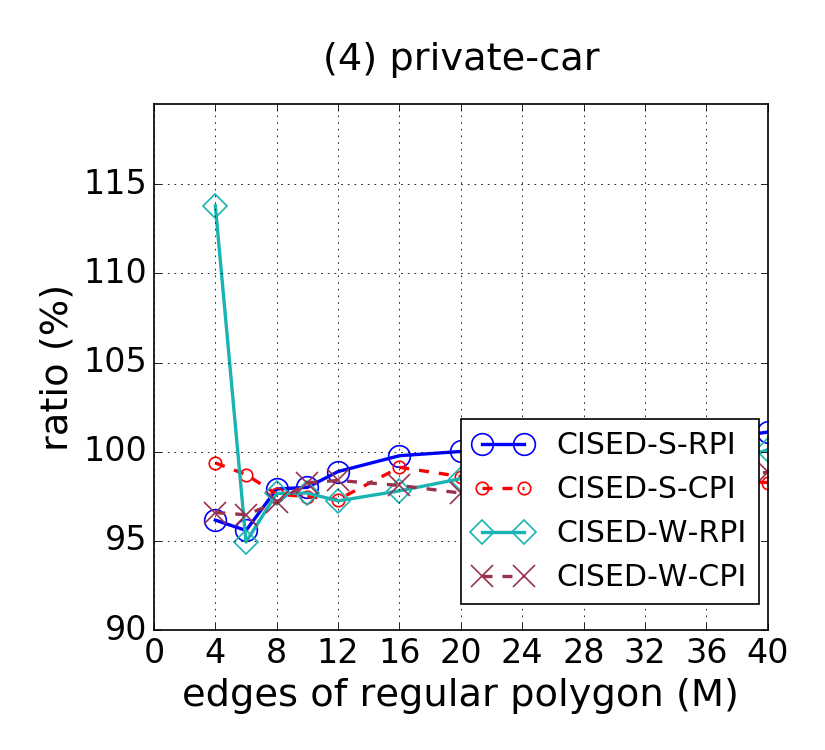 (4) private-car
ratio (%)
115
110
105
100
95
90
0 4 8 12 16 20 24 28 32 36 40
edges of regular polygon (M)
CISED-S-RPI
CISED-S-CPI
CISED-W-RPI
CISED-W-CPI